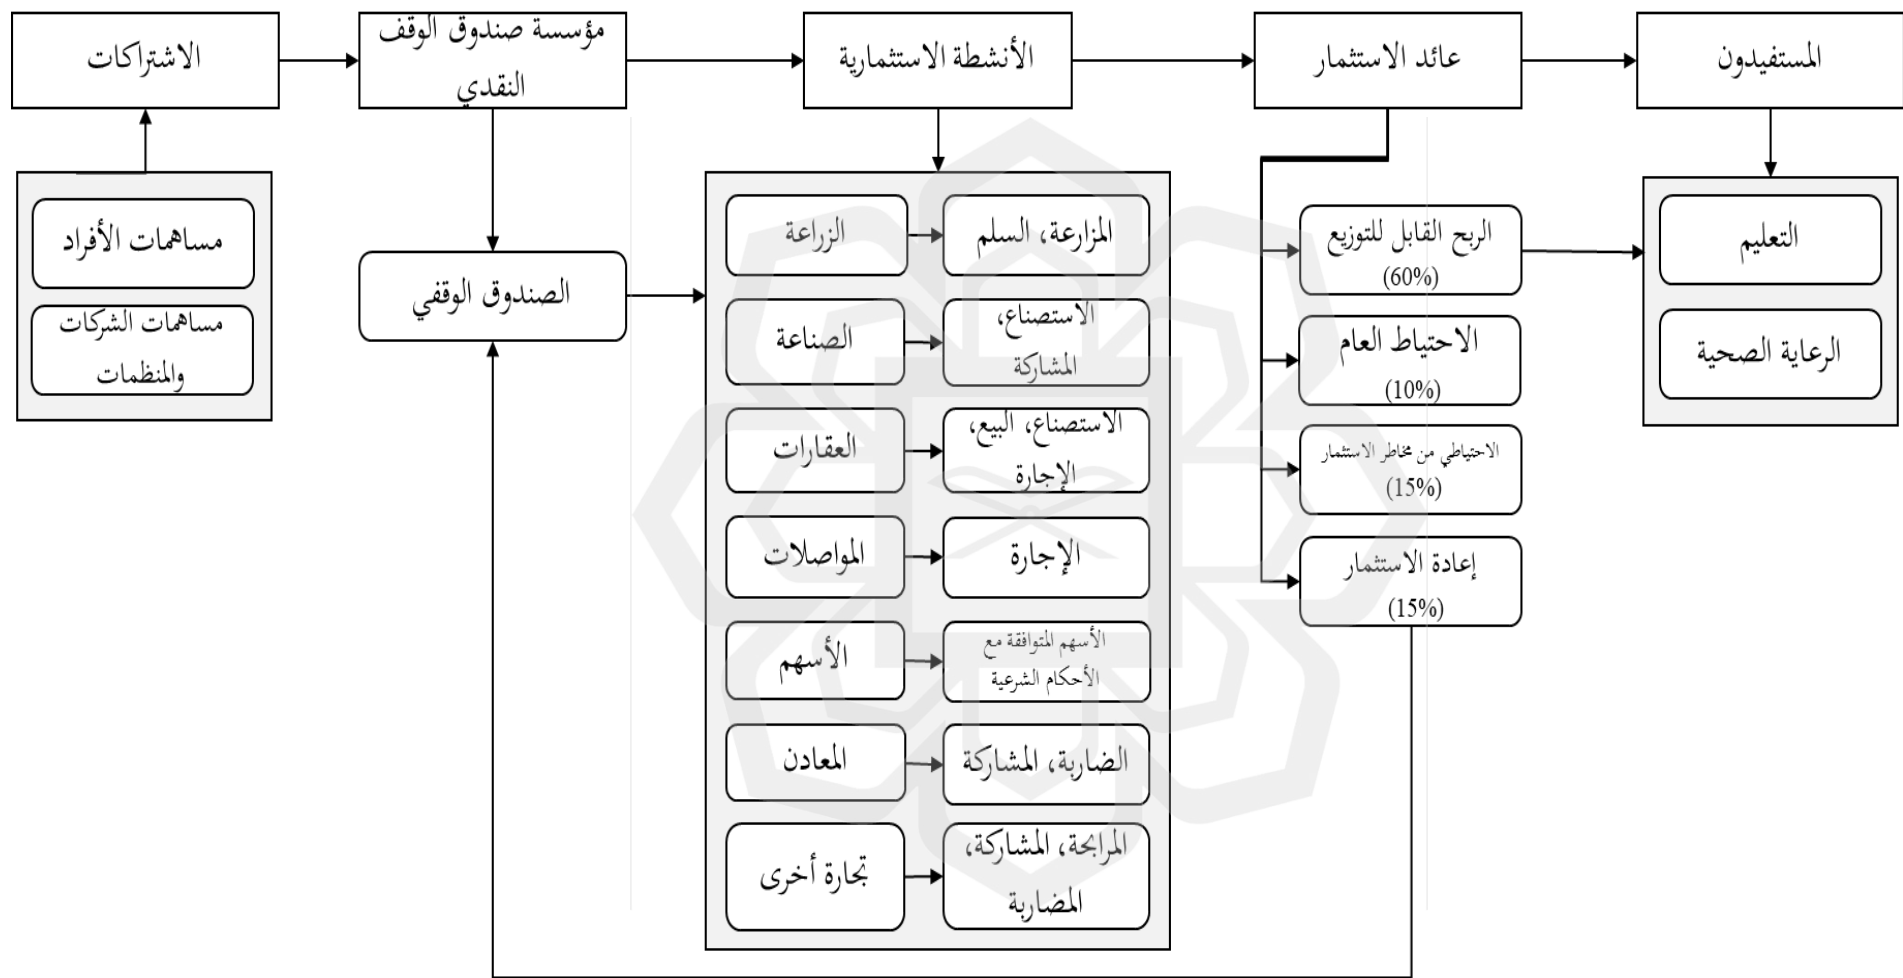 الاشتراكات
مؤسسة صندوق الوقف
النقدي
الأنشطة الاستثمارية
عائد الاستثمار
المستفيدون
مساهمات الأفراد
مساهمات الشركات
والمنظمات
الصندوق الوقفي
الزراعة
المزارعة، السلم
الصناعة
الاستصناع،
المشاركة
العقارات
الاستصناع، البيع،
الإجارة
المواصلات
الإجارة
الأسهم
الأسهم المتوافقة مع
الأحكام الشرعية
المعادن
الضاربة، المشاركة
تجارة أخرى
المرابحة، المشاركة،
المضاربة
الربح القابل للتوزيع
(60%)
الاحتياط العام
(10%)
الاحتياطي من مخاطر الاستثمار
(15%)
إعادة الاستثمار
(15%)
التعليم
الرعاية الصحية